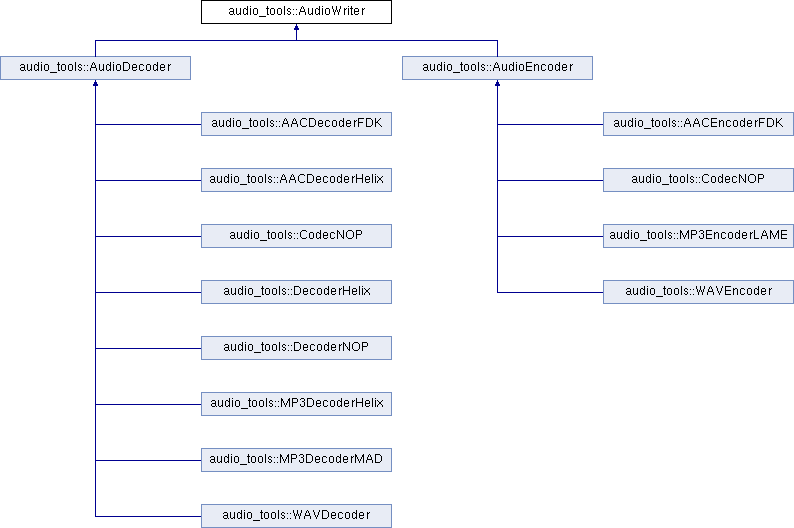 audio_tools::AudioWriter
audio_tools::AudioDecoder
audio_tools::AudioEncoder
audio_tools::AACDecoderFDK
audio_tools::AACEncoderFDK
audio_tools::AACDecoderHelix
audio_tools::CodecNOP
audio_tools::CodecNOP
audio_tools::MP3EncoderLAME
audio_tools::DecoderHelix
audio_tools::WAVEncoder
audio_tools::DecoderNOP
audio_tools::MP3DecoderHelix
audio_tools::MP3DecoderMAD
audio_tools::WAVDecoder